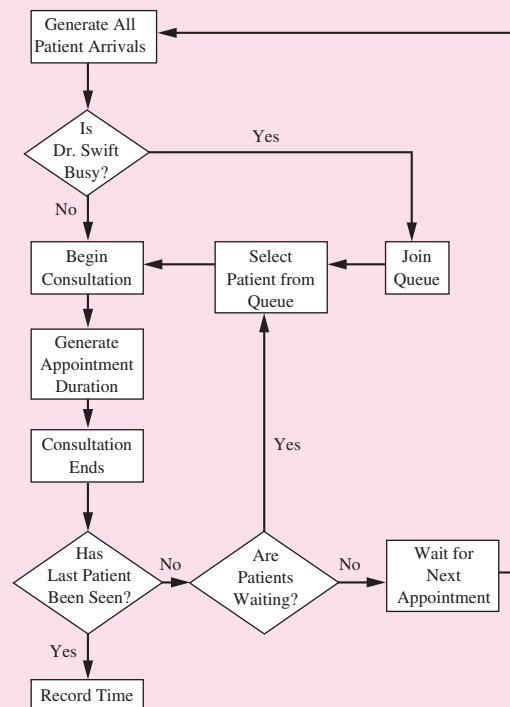 Generate All
Patient Arrivals
Is
Dr. Swift
Busy?
Yes
No
Begin
Consultation
Select
Patient from
Queue
Join
Queue
Generate
Appointment
Duration
Consultation
Ends
Yes
Has
Last Patient
Been Seen?
No
Are
Patients
Waiting?
No
Wait for
Next
Appointment
Yes
Record Time